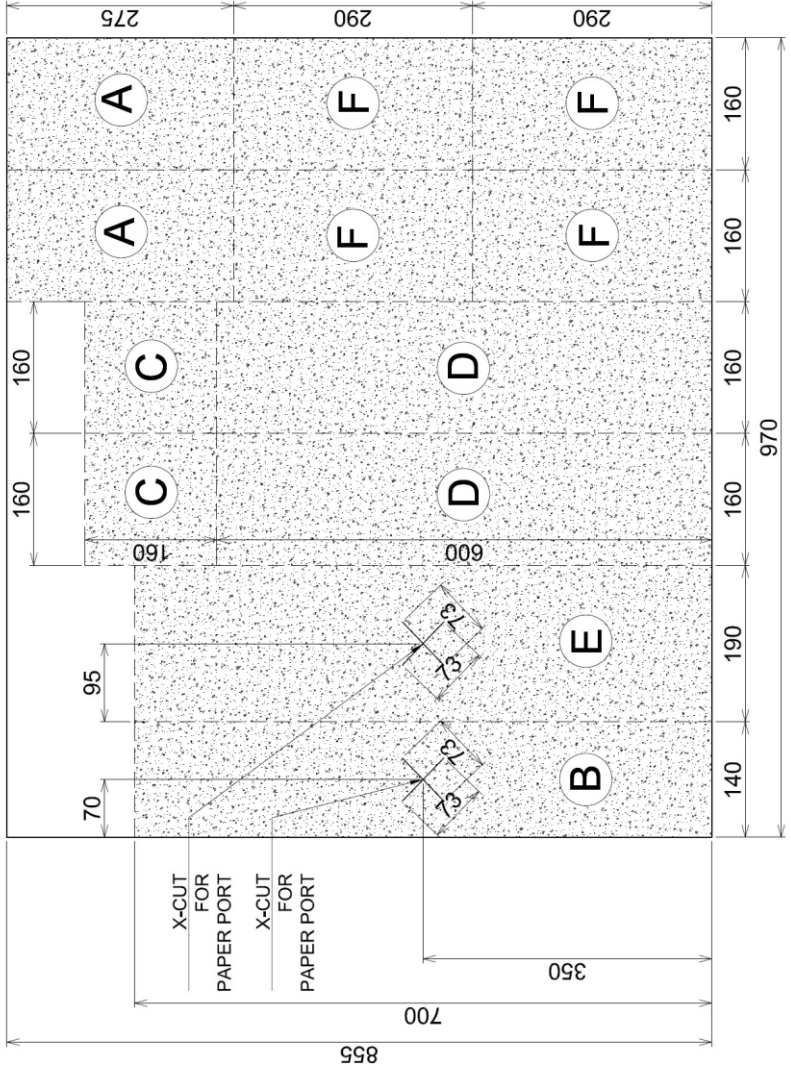 275
290
290
A
A
F
F
F
F
160
160
C
C
D
D
160
600
95
70
73
73
73
73
E
B
X-CUT
FOR
PAPER PORT
X-CUT
FOR
PAPER PORT
140
190
160
160
160
160
970
350
700
855